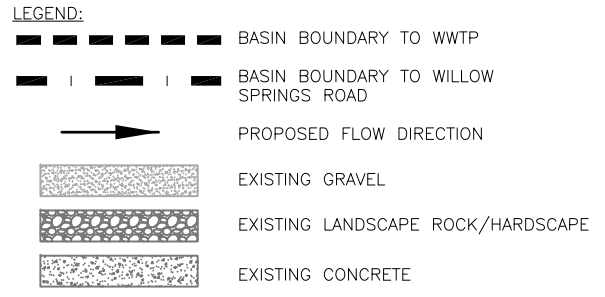 LEGEND:
BASIN BOUNDARY TO WWTP
BASIN BOUNDARY TO WILLOW
SPRINGS ROAD
PROPOSED FLOW DIRECTION
EXISTING GRAVEL
EXISTING LANDSCAPE ROCK/HARDSCAPE
EXISTING CONCRETE